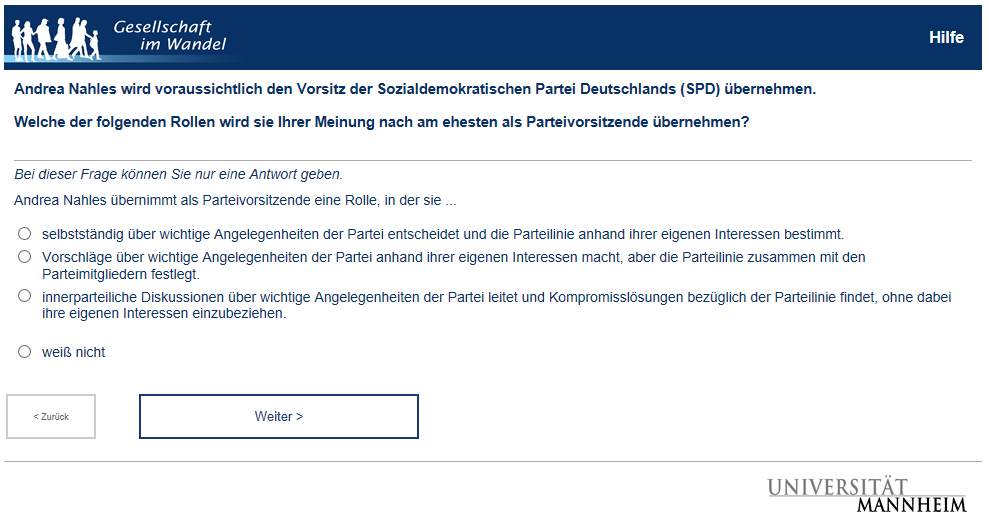 Gesellschaft
im Wandel
Hilfe
Andrea Nahles wird voraussichtlich den Vorsitz der Sozialdemokratischen Partei Deutschlands (SPD) übernehmen.
Welche der folgenden Rollen wird sie Ihrer Meinung nach am ehesten als Parteivorsitzende übernehmen?
Bei dieser Frage können Sie nur eine Antwort geben.
Andrea Nahles übernimmt als Parteivorsitzende eine Rolle, in der sie ...
selbstständig über wichtige Angelegenheiten der Partei entscheidet und die Parteilinie anhand ihrer eigenen Interessen bestimmt.
Vorschläge über wichtige Angelegenheiten der Partei anhand ihrer eigenen Interessen macht, aber die Parteilinie zusammen mit den
Parteimitgliedern festlegt.
innerparteiliche Diskussionen über wichtige Angelegenheiten der Partei leitet und Kompromisslösungen bezüglich der Parteilinie findet, ohne dabei
ihre eigenen Interessen einzubeziehen.
weiß nicht
< Zurück
Weiter >
UNIVERSITÄT
MANNHEIM